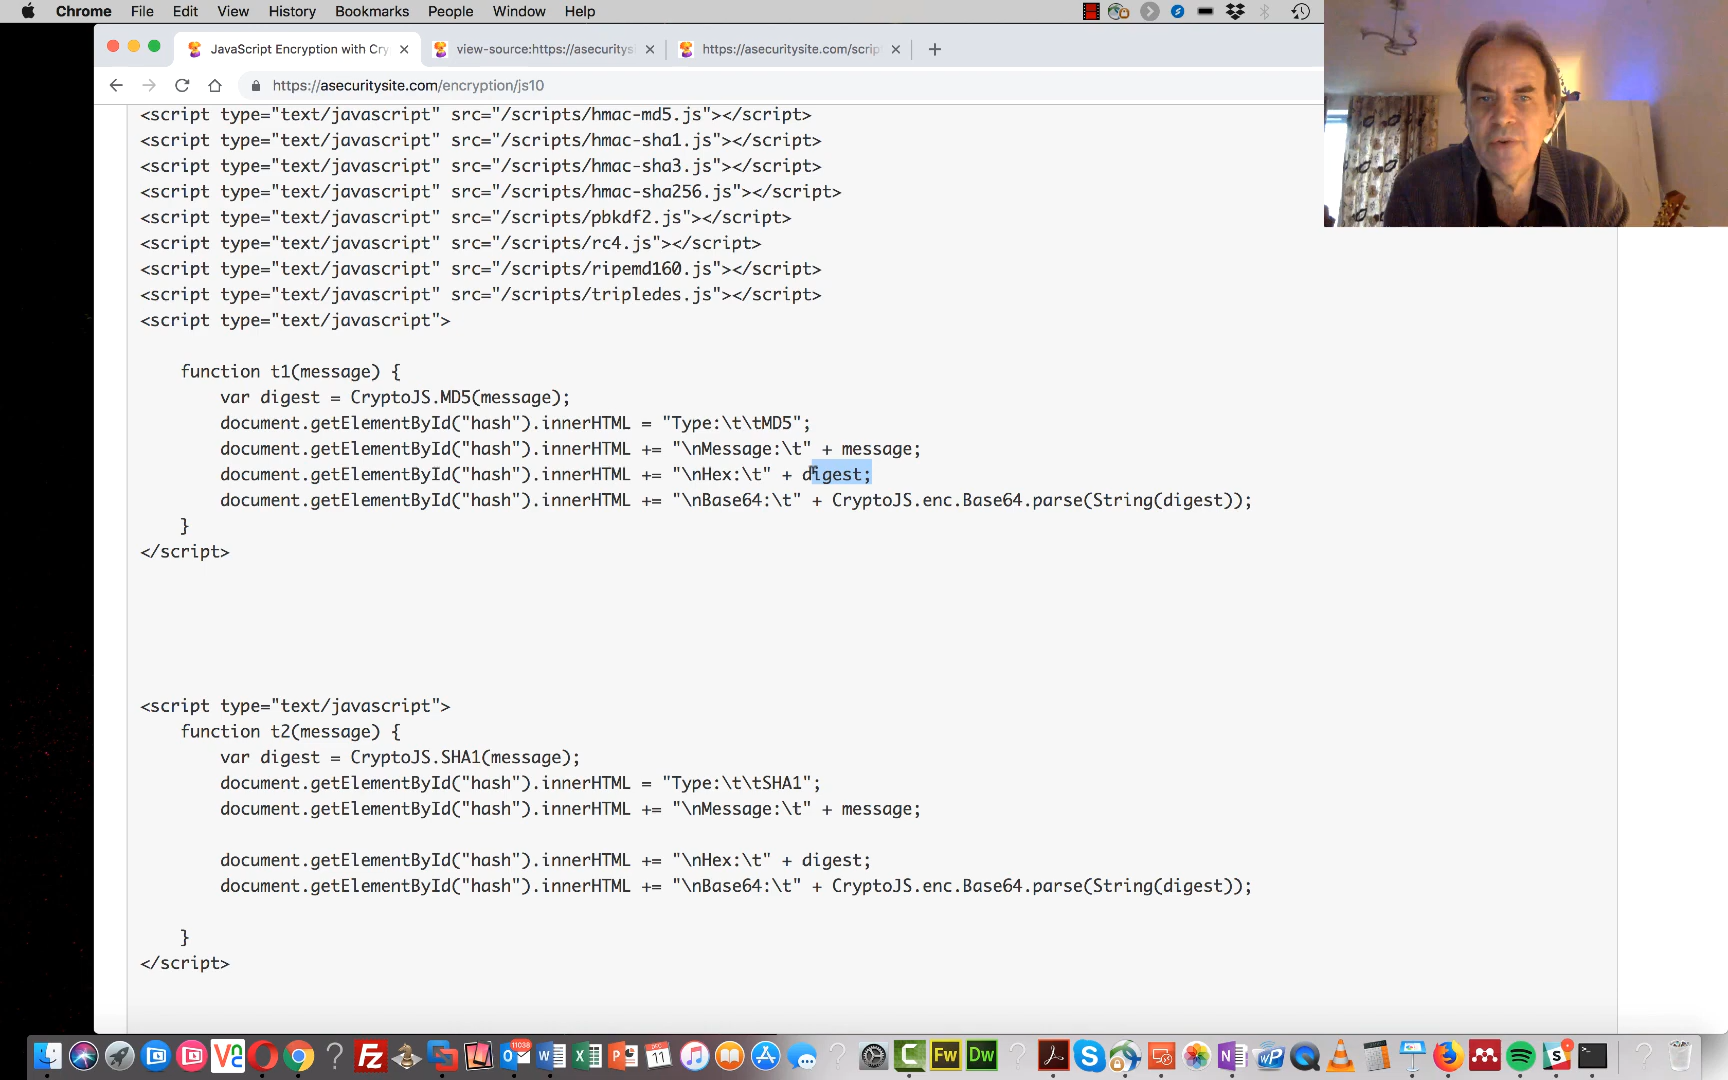 Chrome File Edit View History Bookmarks People Window Help
JavaScript Encryption with Cry
view-source:https://asecuritys
https://asecuritysite.com/scrip
https://asecuritysite.com/encryption/js10
<script type="text/javascript" src="/scripts/hmac-md5.js"></script>
<script type="text/javascript" src="/scripts/hmac-sha1.js"></script>
<script type="text/javascript" src="/scripts/hmac-sha3.js"></script>
<script type="text/javascript" src="/scripts/hmac-sha256.js"></script>
<script type="text/javascript" src="/scripts/pbkdf2.js"></script>
<script type="text/javascript" src="/scripts/rc4.js"></script>
<script type="text/javascript" src="/scripts/ripemd160.js"></script>
<script type="text/javascript" src="/scripts/tripledes.js"></script>
<script type="text/javascript">
function t1(message) {
var digest = CryptoJS.MD5(message);
document.getElementById("hash").innerHTML = "Type:\t\tMD5";
document.getElementById("hash").innerHTML += "\nMessage:\t" + message;
document.getElementById("hash").innerHTML += "\nHex:\t" + digest;
document.getElementById("hash").innerHTML += "\nBase64:\t" + CryptoJS.enc.Base64.parse(String(digest));
}
</script>
<script type="text/javascript">
function t2(message) {
var digest = CryptoJS.SHA1(message);
document.getElementById("hash").innerHTML = "Type:\t\tSHA1";
document.getElementById("hash").innerHTML += "\nMessage:\t" + message;
document.getElementById("hash").innerHTML += "\nHex:\t" + digest;
document.getElementById("hash").innerHTML += "\nBase64:\t" + CryptoJS.enc.Base64.parse(String(digest));
}
</script>